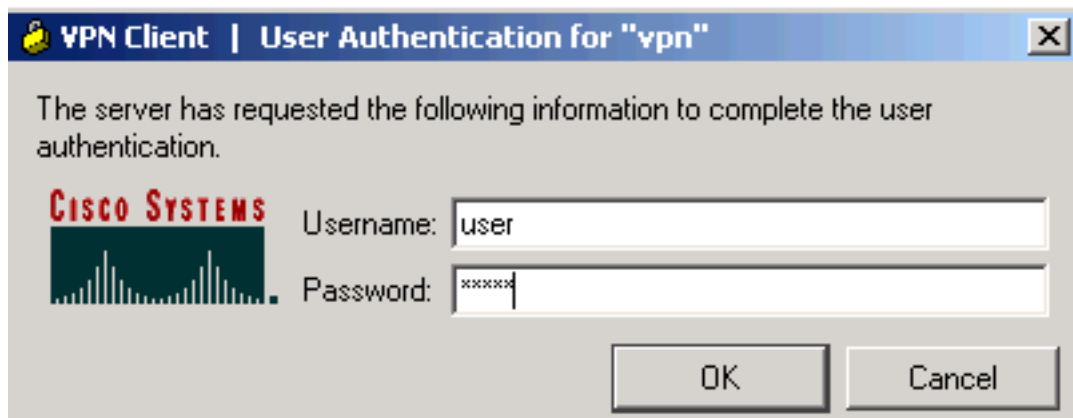 VPN Client | User Authentication for "vpn"
The server has requested the following information to complete the user
authentication.
CISCO SYSTEMS
Username: user
Password: *****
OK Cancel